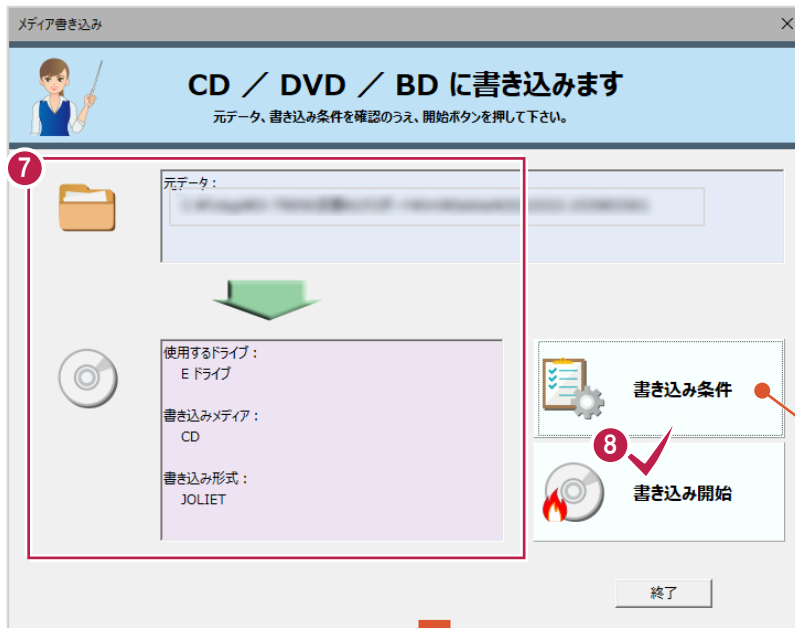 メディア書き込み
CD ／ DVD ／ BD に書き込みます
元データ、書き込み条件を確認のうえ、開始ボタンを押して下さい。
7
元データ：
使用するドライブ：
E ドライブ
書き込みメディア：
CD
書き込み形式：
JOLIET
書き込み条件
8
書き込み開始
終了